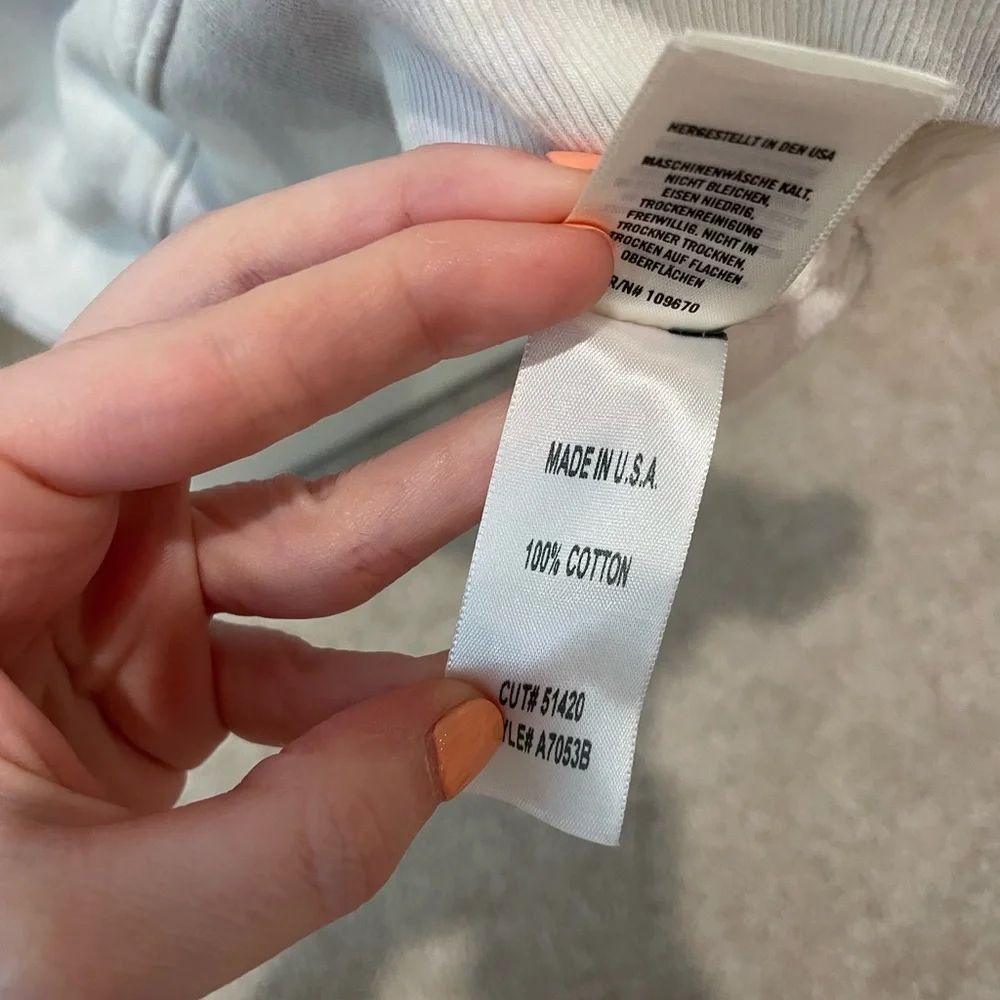 HERGESTELLT IN DEN USA
MASCHINENWÄSCHE KALT,
NICHT BLEICHEN,
EISEN NIEDRIG,
TROCKENREINIGUNG
FREIWILLIG. NICHT IM
TROCKNER TROCKNEN,
TROCKEN AUF FLACHEN
OBERFLÄCHEN
R/N# 109670
MADE IN U.S.A.
100% COTTON
CUT# 51420
YLE# A7053B